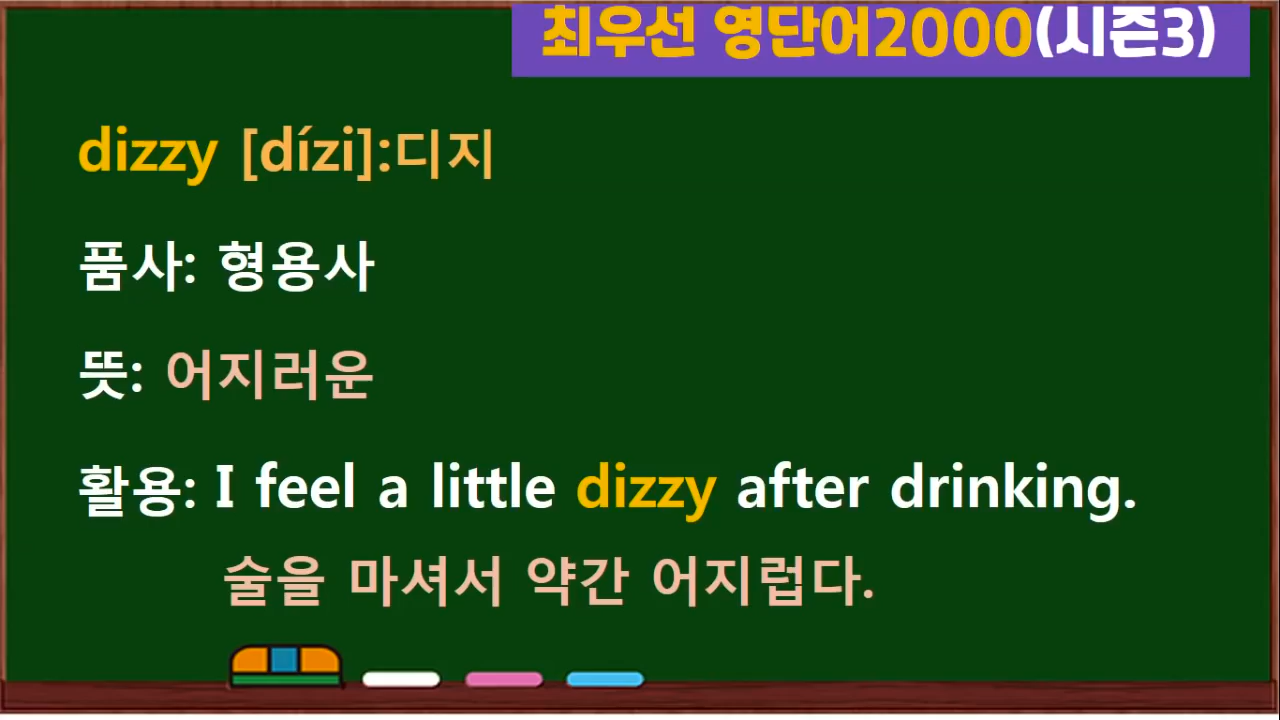 최우선 영단어2000(시즌3)
dizzy [dízi]:디지
품사: 형용사
뜻: 어지러운
활용: I feel a little dizzy after drinking.
술을 마셔서 약간 어지럽다.